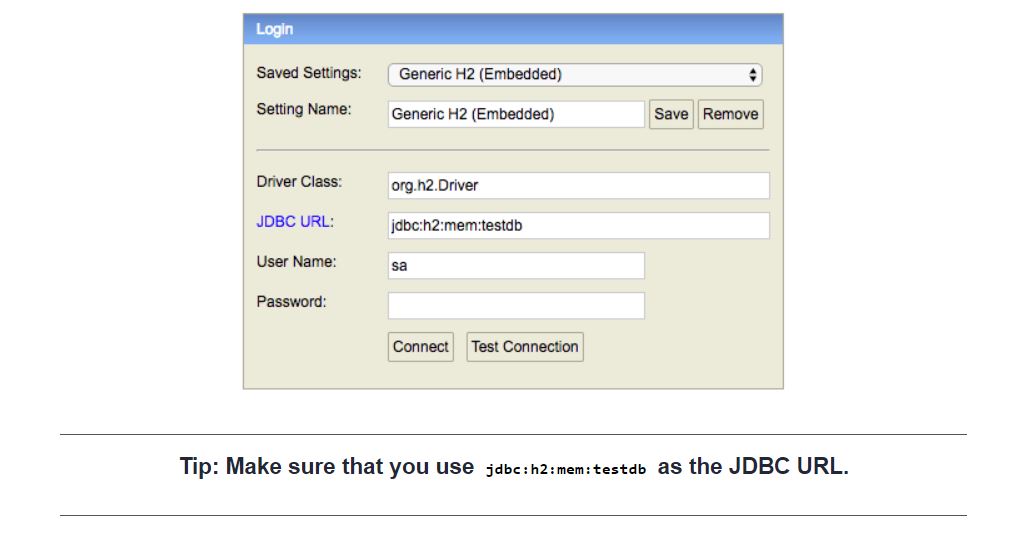 Login
Saved Settings: Generic H2 (Embedded)
Setting Name: Generic H2 (Embedded) Save Remove
Driver Class: org.h2.Driver
JDBC URL: jdbc:h2:mem:testdb
User Name: sa
Password:
Connect Test Connection
Tip: Make sure that you use jdbc:h2:mem:testdb as the JDBC URL.